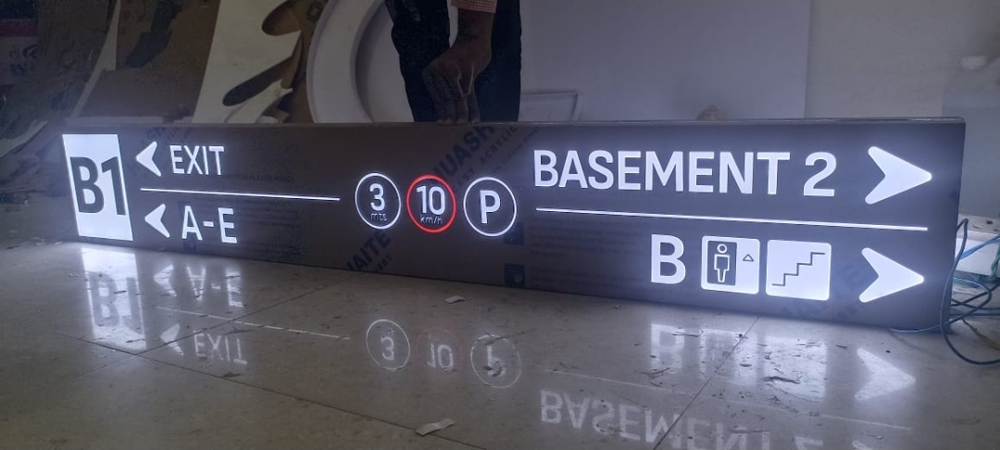 B1
EXIT
A-E
3
mts
10
km/h
P
BASEMENT 2
B